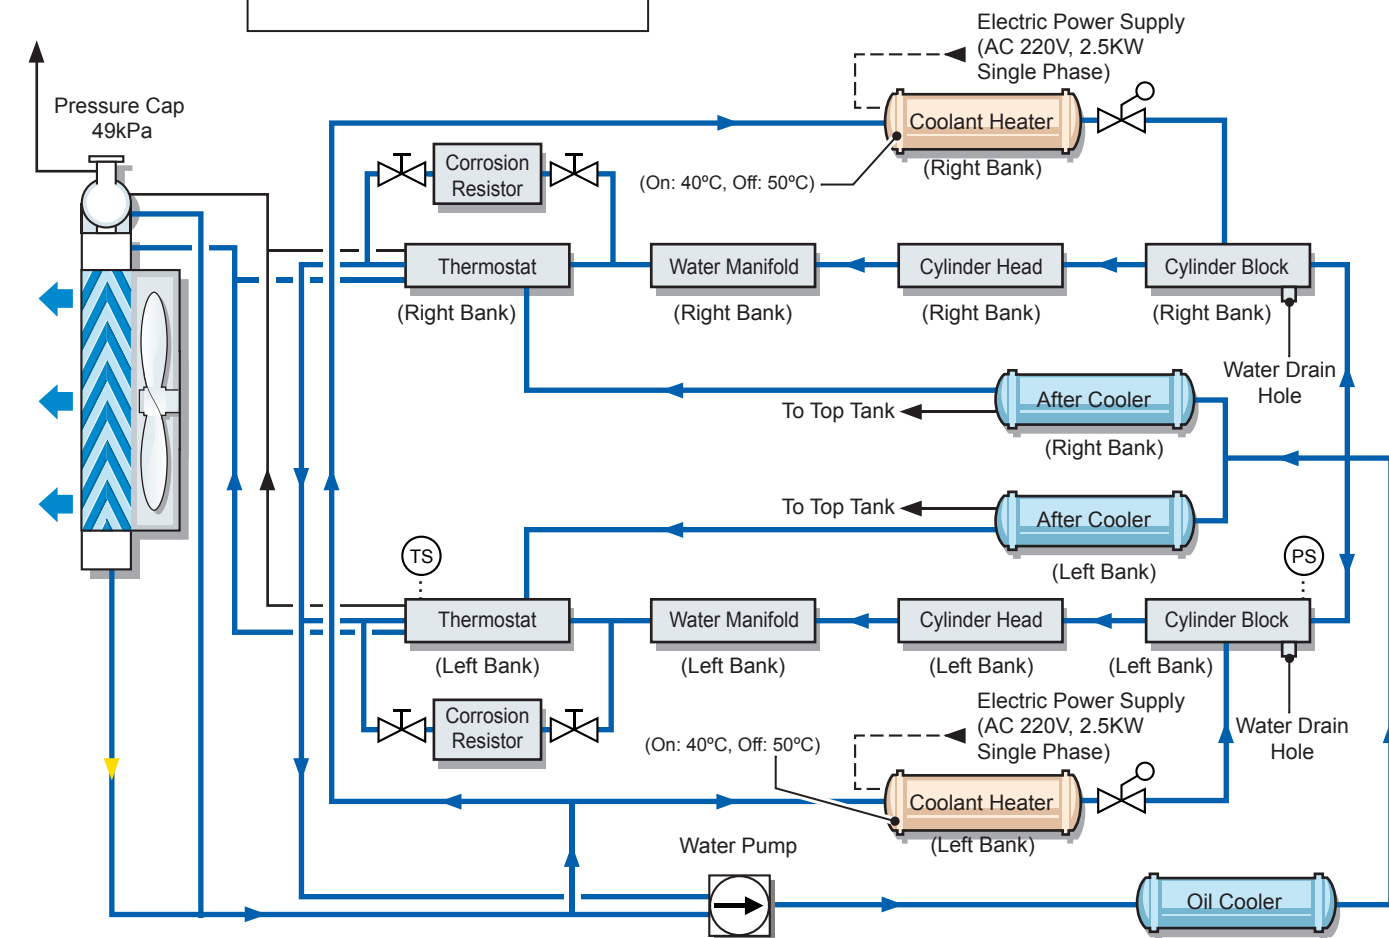 Electric Power Supply
(AC 220V, 2.5KW
Single Phase)
Pressure Cap
49kPa
Coolant Heater
(Right Bank)
Corrosion
Resistor
(On: 40ºC, Off: 50ºC)
Thermostat
(Right Bank)
Water Manifold
(Right Bank)
Cylinder Head
(Right Bank)
Cylinder Block
(Right Bank)
Water Drain
Hole
After Cooler
(Right Bank)
To Top Tank
To Top Tank
After Cooler
(Left Bank)
TS
PS
Thermostat
(Left Bank)
Water Manifold
(Left Bank)
Cylinder Head
(Left Bank)
Cylinder Block
(Left Bank)
Corrosion
Resistor
Electric Power Supply
(AC 220V, 2.5KW
Single Phase)
Water Drain
Hole
(On: 40ºC, Off: 50ºC)
Coolant Heater
(Left Bank)
Water Pump
Oil Cooler